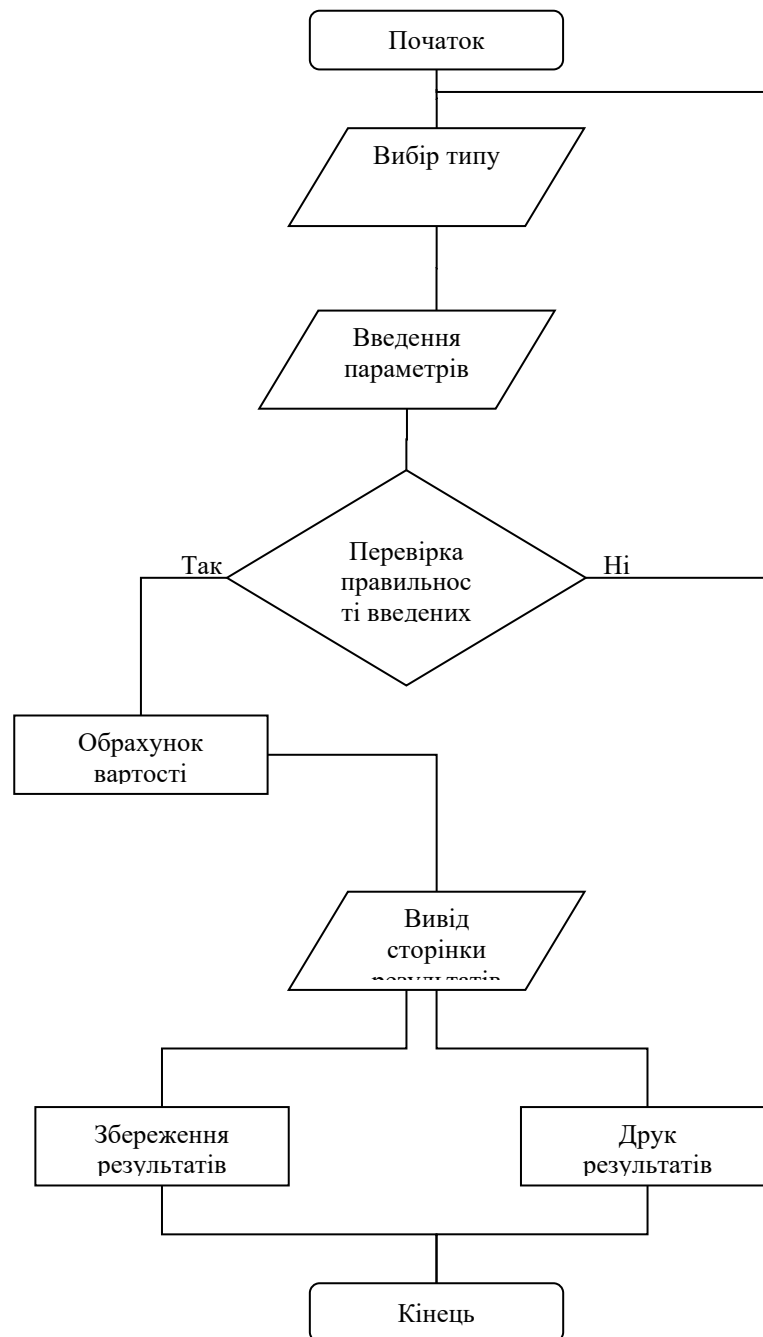 Початок
Вибір типу
Введення
параметрів
Перевірка
правильнос
ті введених
Так
Ні
Обрахунок
вартості
Вивід
сторінки
результатів
Збереження
результатів
Друк
результатів
Кінець